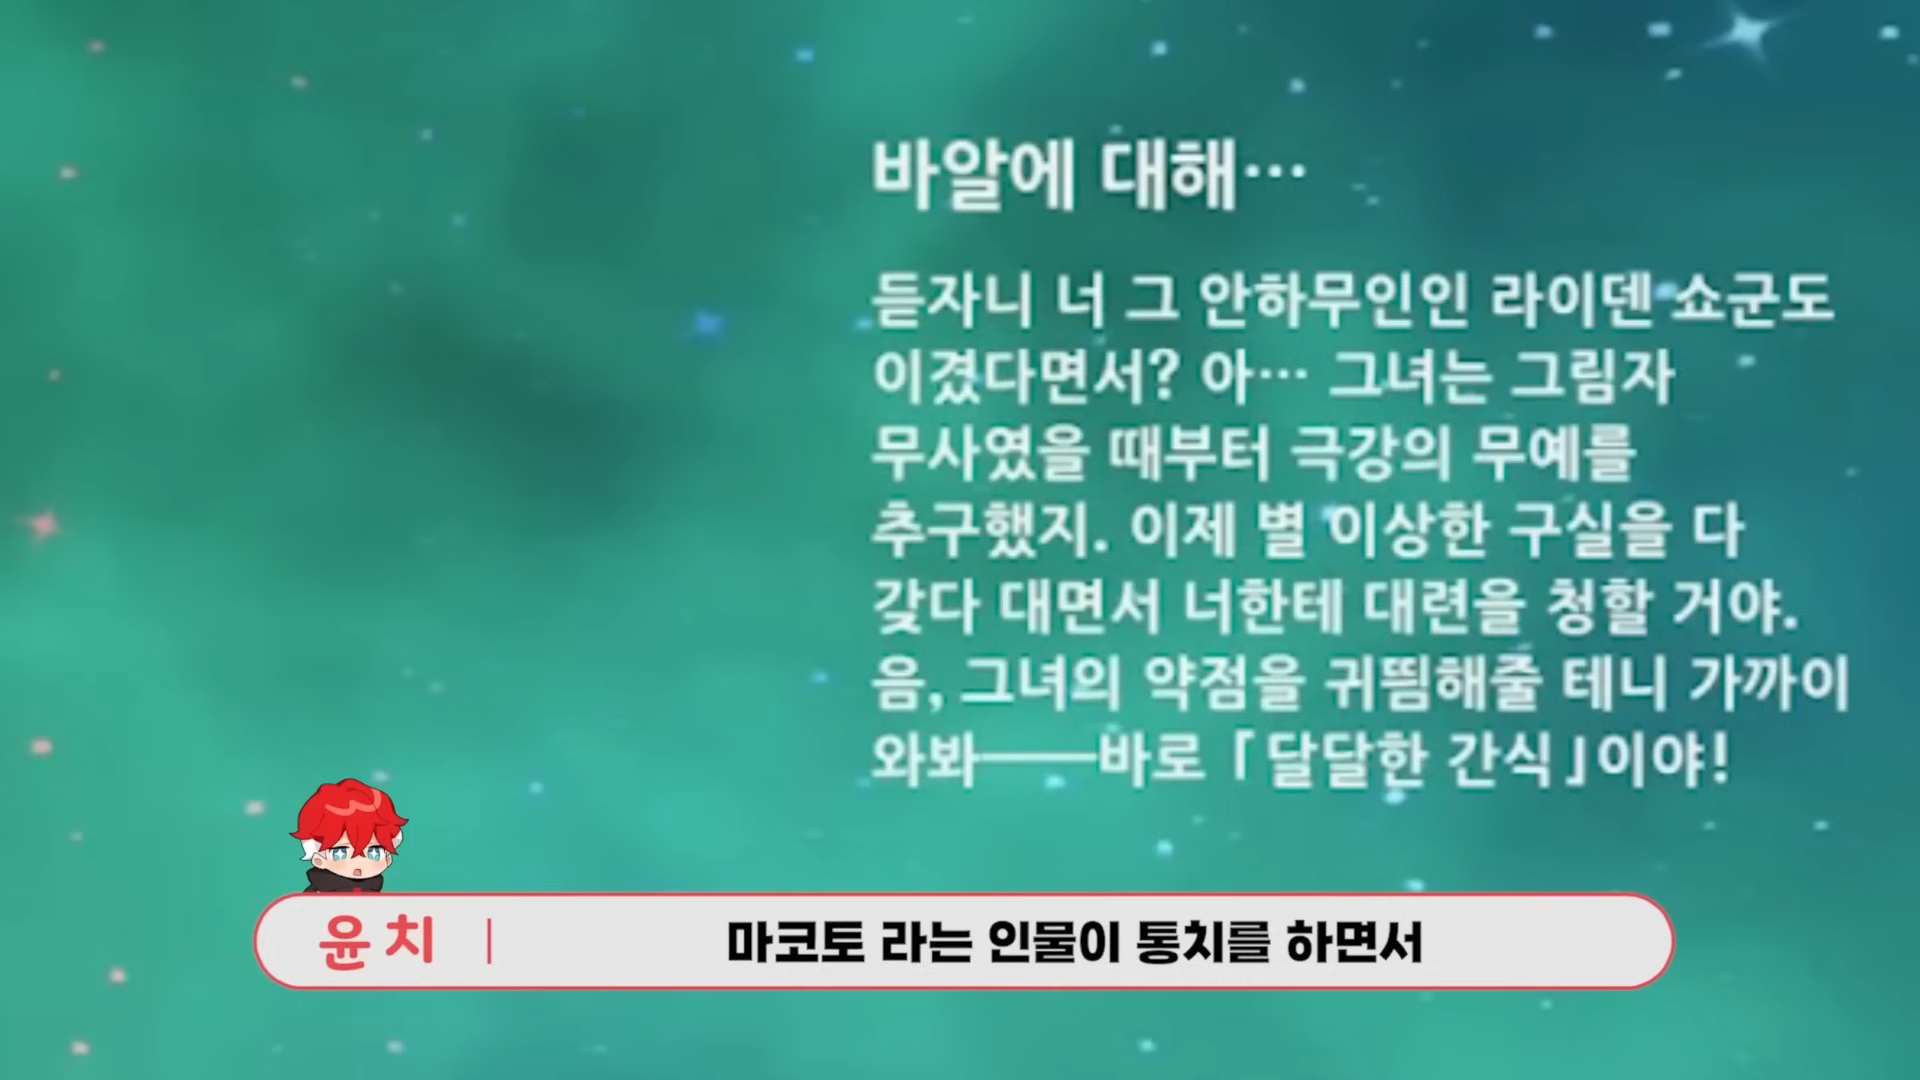 바알에 대해…
듣자니 너 그 안하무인인 라이덴 쇼군도
이겼다면서? 아… 그녀는 그림자
무사였을 때부터 극강의 무예를
추구했지. 이제 별 이상한 구실을 다
갖다 대면서 너한테 대련을 청할 거야.
음, 그녀의 약점을 귀띔해줄 테니 가까이
와봐——바로 「달달한 간식」이야!
윤치 | 마코토 라는 인물이 통치를 하면서